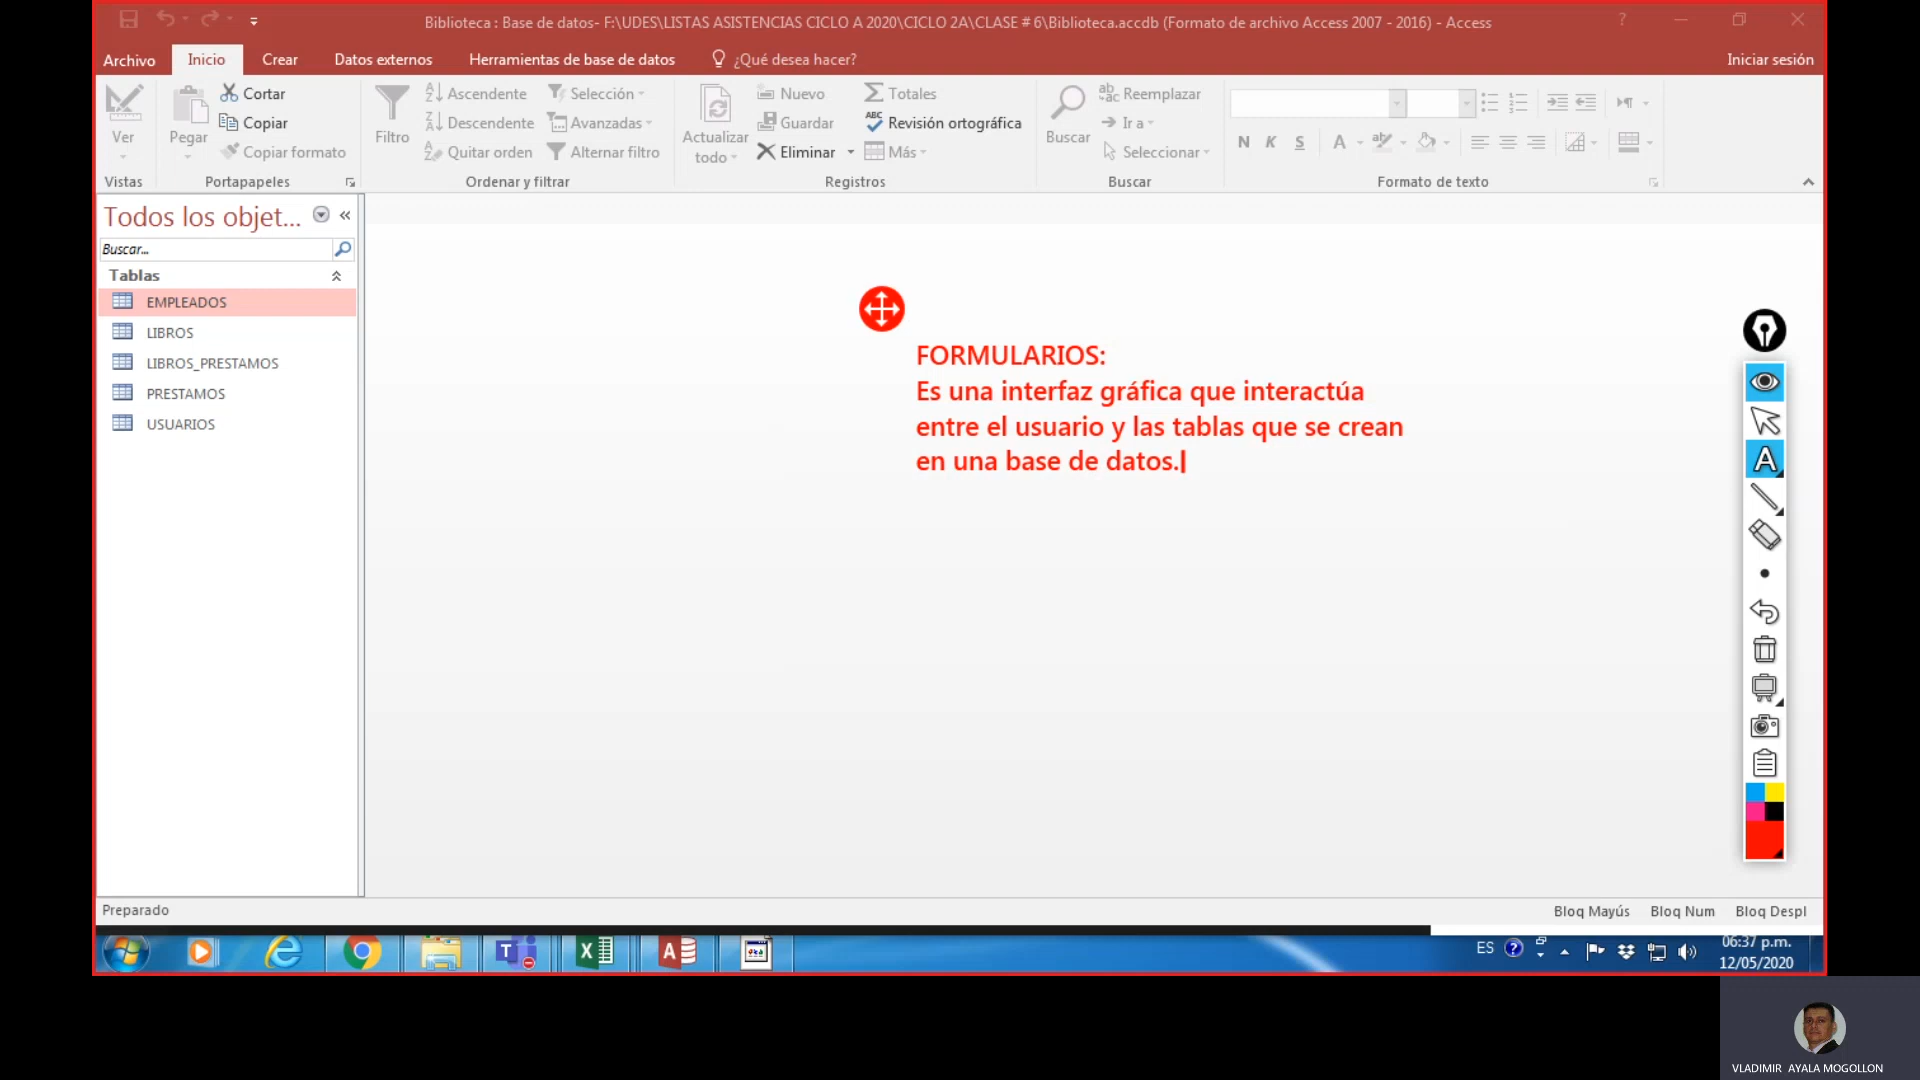 Biblioteca : Base de datos- F:\UDES\LISTAS ASISTENCIAS CICLO A 2020\CICLO 2A\CLASE # 6\Biblioteca.accdb (Formato de archivo Access 2007 - 2016) - Access
?
Archivo Inicio Crear Datos externos Herramientas de base de datos ¿Qué desea hacer? Iniciar sesión
Cortar Ascendente Selección Nuevo Totales Reemplazar
Copiar Descendente Avanzadas Guardar Revisión ortográfica Ir a
Ver Pegar Filtro Actualizar todo Buscar N K S A
Copiar formato Quitar orden Alternar filtro Eliminar Más Seleccionar
Vistas Portapapeles Ordenar y filtrar Registros Buscar Formato de texto
Todos los objet...
Buscar...
Tablas
EMPLEADOS
LIBROS
LIBROS_PRESTAMOS
PRESTAMOS
USUARIOS
FORMULARIOS:
Es una interfaz gráfica que interactúa
entre el usuario y las tablas que se crean
en una base de datos.
A
Preparado Bloq Mayús Bloq Num Bloq Despl
ES 06:37 p.m.
12/05/2020
VLADIMIR AYALA MOGOLLON